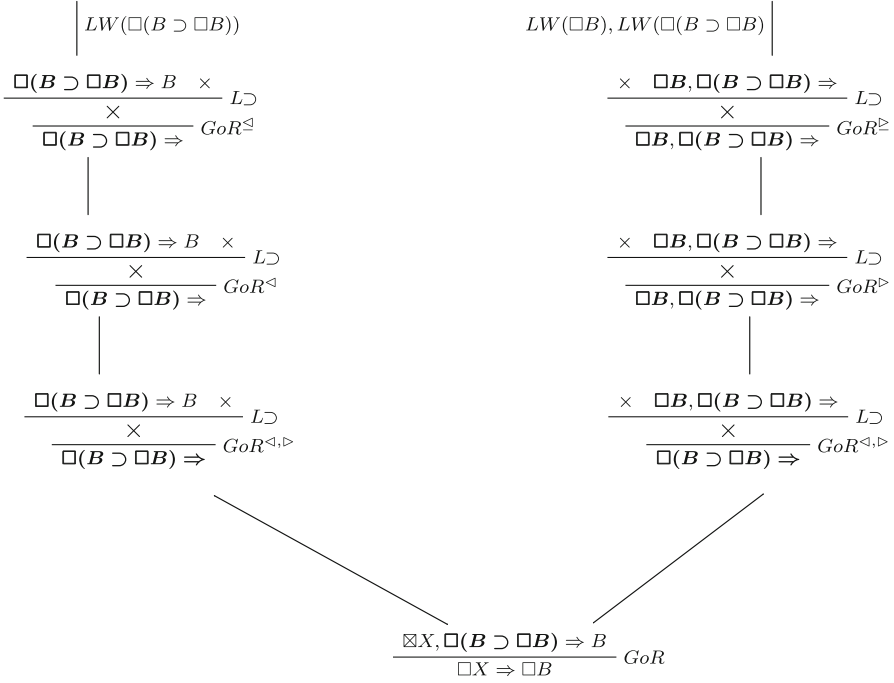 LW(□(B ⊃ □B))
LW(□B), LW(□(B ⊃ □B)
□(B ⊃ □B) ⇒ B × L⊃
× □B, □(B ⊃ □B) ⇒ L⊃
× GoR⊴
× GoR⊵
□(B ⊃ □B) ⇒
□B, □(B ⊃ □B) ⇒
□(B ⊃ □B) ⇒ B × L⊃
× □B, □(B ⊃ □B) ⇒ L⊃
× GoR◁
× GoR▷
□(B ⊃ □B) ⇒
□B, □(B ⊃ □B) ⇒
□(B ⊃ □B) ⇒ B × L⊃
× □B, □(B ⊃ □B) ⇒ L⊃
× GoR◁,▷
× GoR◁,▷
□(B ⊃ □B) ⇒
□(B ⊃ □B) ⇒
⊠X, □(B ⊃ □B) ⇒ B GoR
□X ⇒ □B